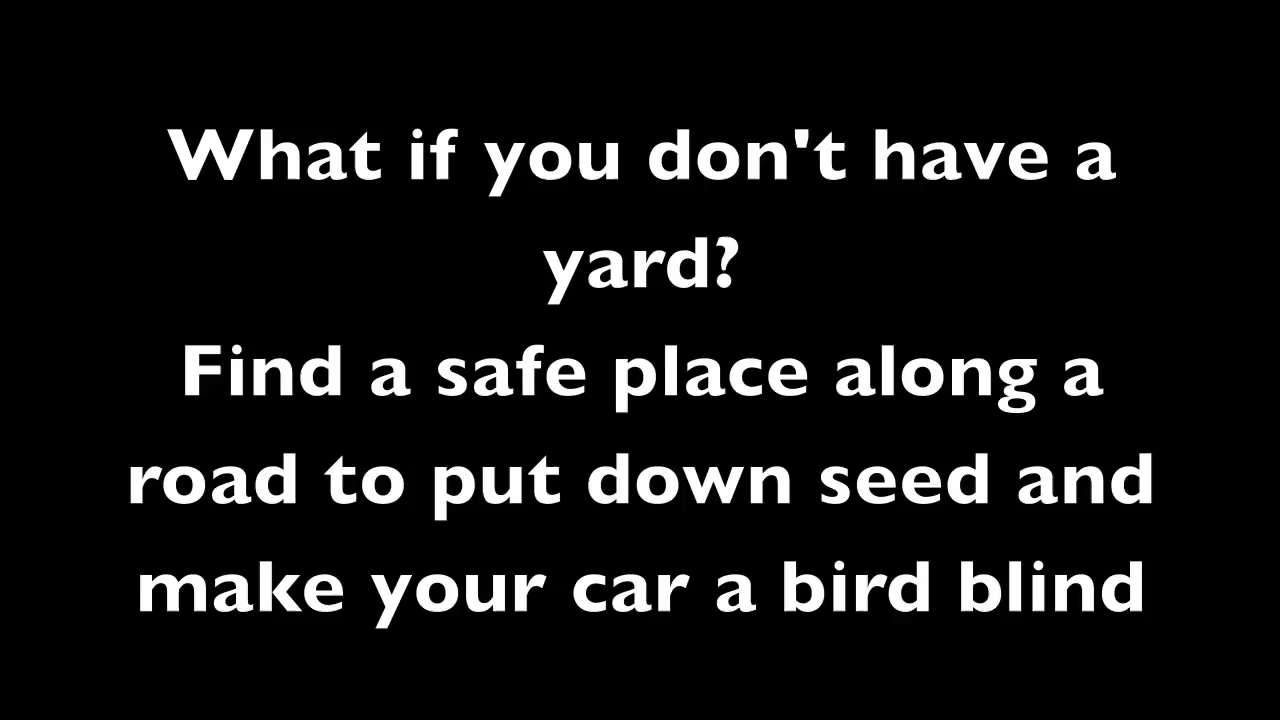 What if you don't have a
yard?
Find a safe place along a
road to put down seed and
make your car a bird blind